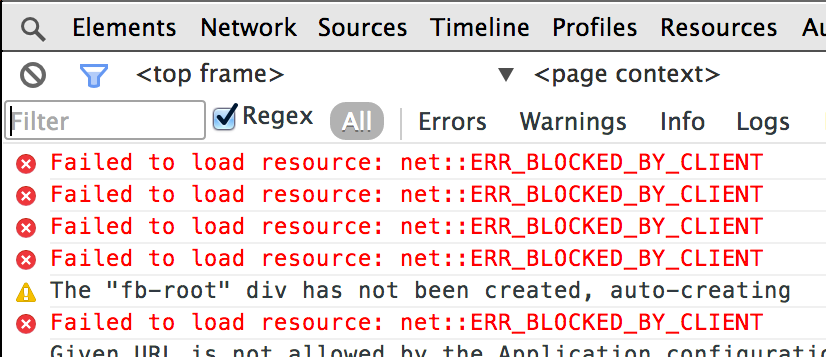 Elements Network Sources Timeline Profiles Resources Au
<top frame> ▼ <page context>
Filter Regex All Errors Warnings Info Logs
Failed to load resource: net::ERR_BLOCKED_BY_CLIENT
Failed to load resource: net::ERR_BLOCKED_BY_CLIENT
Failed to load resource: net::ERR_BLOCKED_BY_CLIENT
Failed to load resource: net::ERR_BLOCKED_BY_CLIENT
The "fb-root" div has not been created, auto-creating
Failed to load resource: net::ERR_BLOCKED_BY_CLIENT
Given URL is not allowed by the Application configuratio